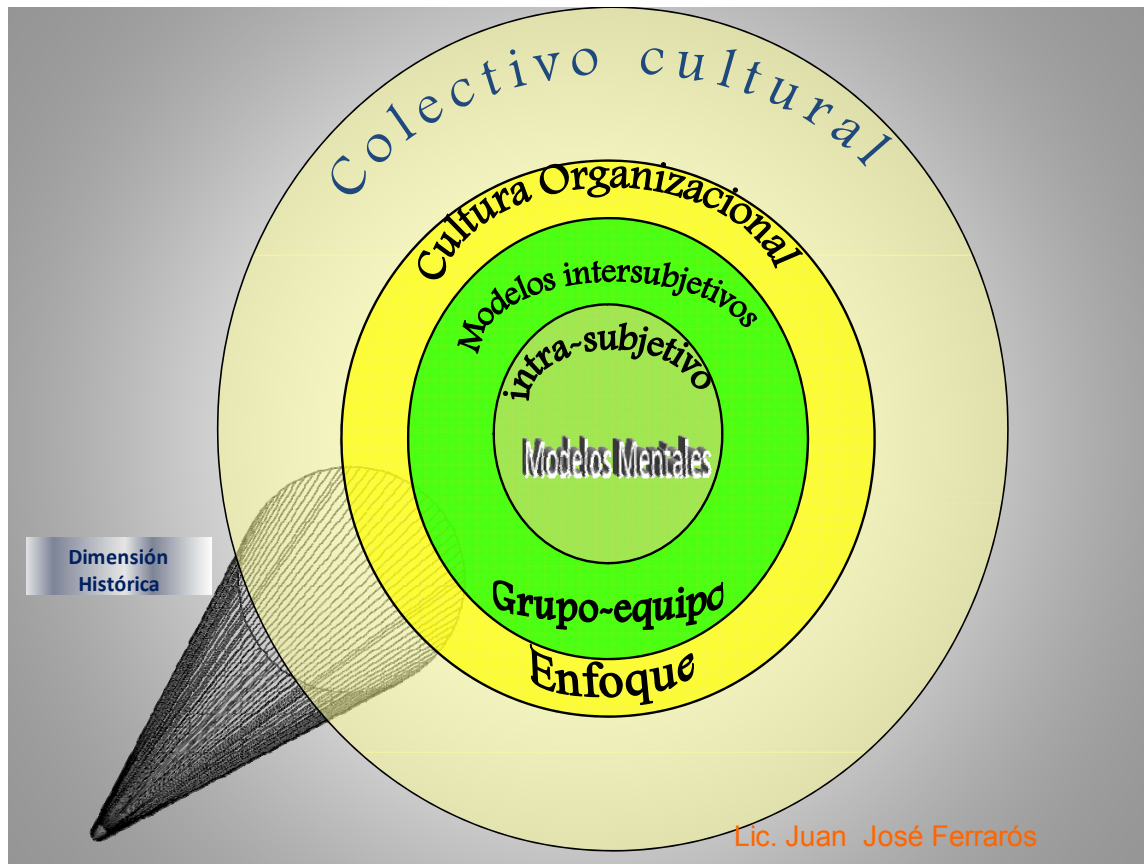 Colectivo cultural
Cultura Organizacional
Modelos intersubjetivos
intra-subjetivo
Modelos Mentales
Dimensión
Histórica
Grupo-equipo
Enfoque
Lic. Juan José Ferrarós